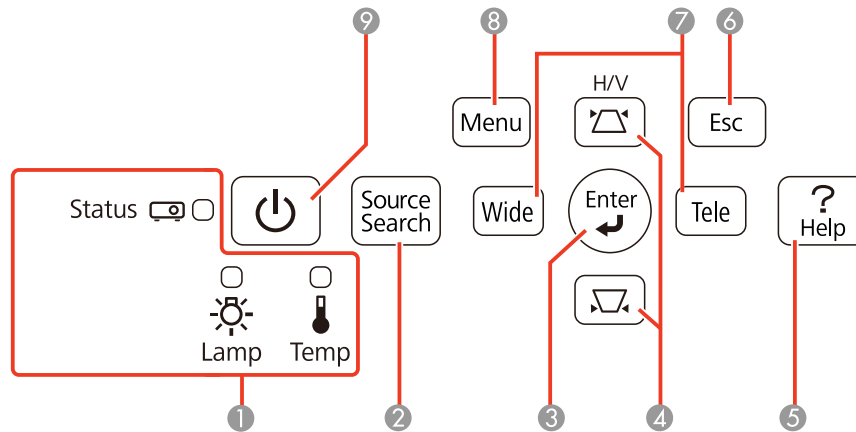 9
8
7
6
H/V
Menu
Esc
Status
Source
Search
Wide
Enter
Tele
?
Help
Lamp
Temp
1
2
3
4
5